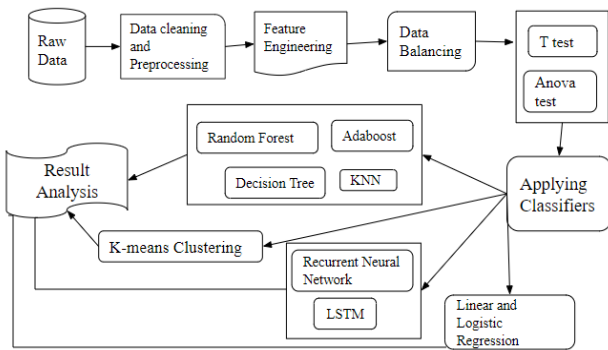 Raw
Data
Data cleaning
and
Preprocessing
Feature
Engineering
Data
Balancing
T test
Anova
test
Random Forest
Adaboost
Decision Tree
KNN
Result
Analysis
Applying
Classifiers
K-means Clustering
Recurrent Neural
Network
LSTM
Linear and
Logistic
Regression